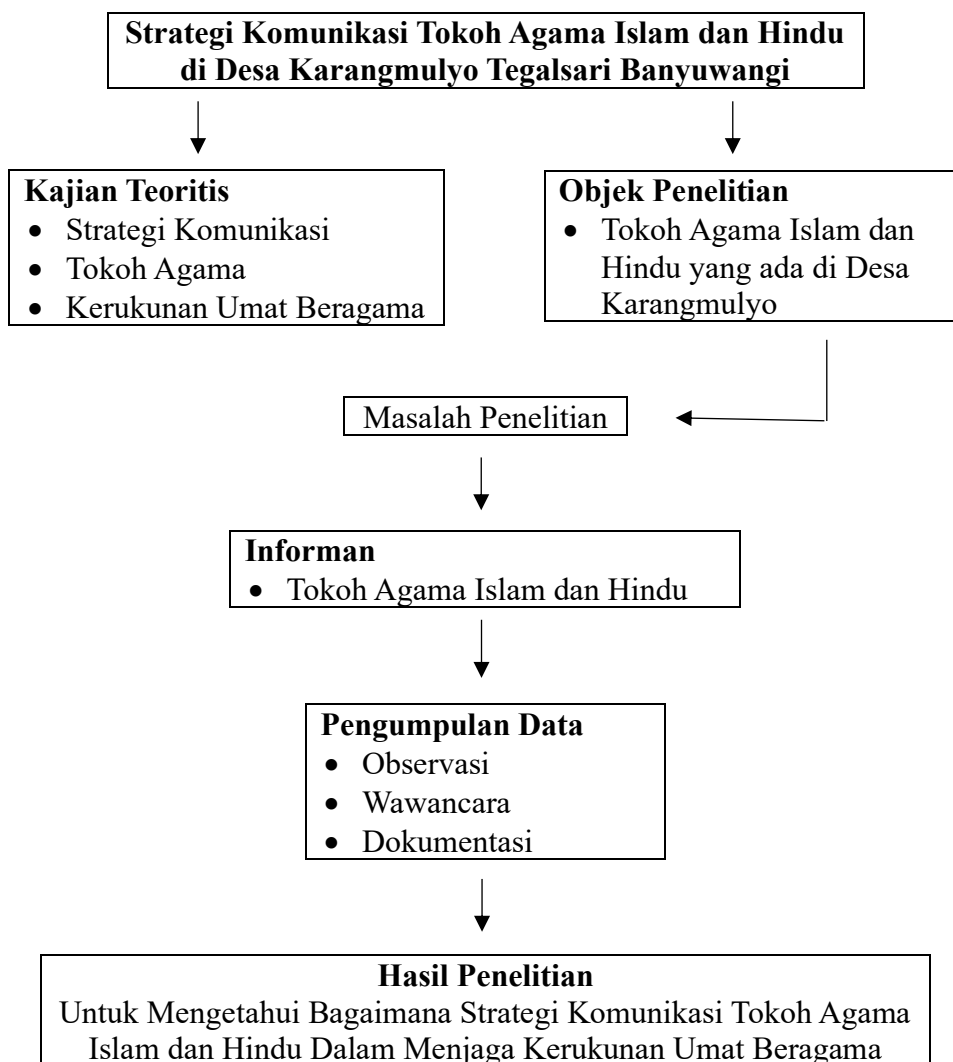 Strategi Komunikasi Tokoh Agama Islam dan Hindu
di Desa Karangmulyo Tegalsari Banyuwangi
Kajian Teoritis
• Strategi Komunikasi
• Tokoh Agama
• Kerukunan Umat Beragama
Objek Penelitian
• Tokoh Agama Islam dan
Hindu yang ada di Desa
Karangmulyo
Masalah Penelitian
Informan
• Tokoh Agama Islam dan Hindu
Pengumpulan Data
• Observasi
• Wawancara
• Dokumentasi
Hasil Penelitian
Untuk Mengetahui Bagaimana Strategi Komunikasi Tokoh Agama
Islam dan Hindu Dalam Menjaga Kerukunan Umat Beragama